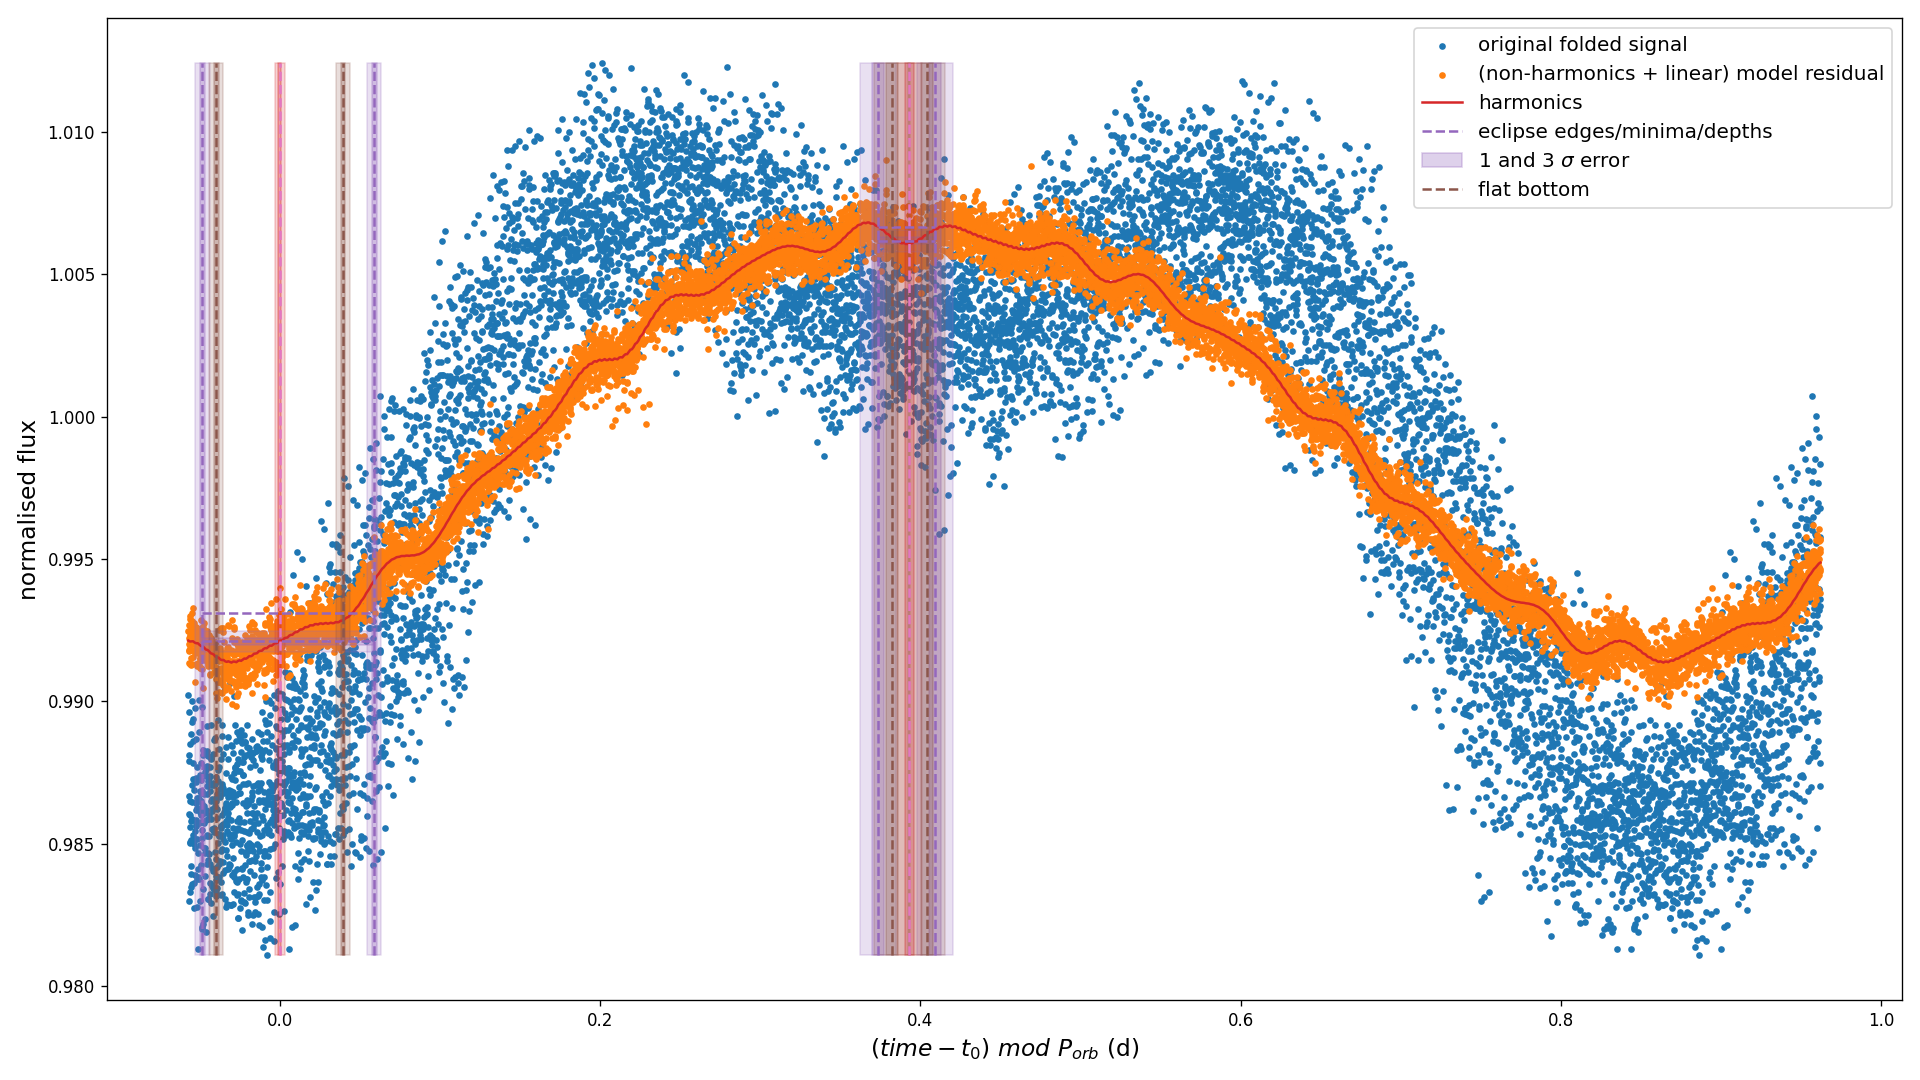 original folded signal
(non-harmonics + linear) model residual
harmonics
eclipse edges/minima/depths
1 and 3 σ error
flat bottom
normalised flux
1.010
1.005
1.000
0.995
0.990
0.985
0.980
0.0 0.2 0.4 0.6 0.8 1.0
(time − t₀) mod Pₒᵣᵦ (d)